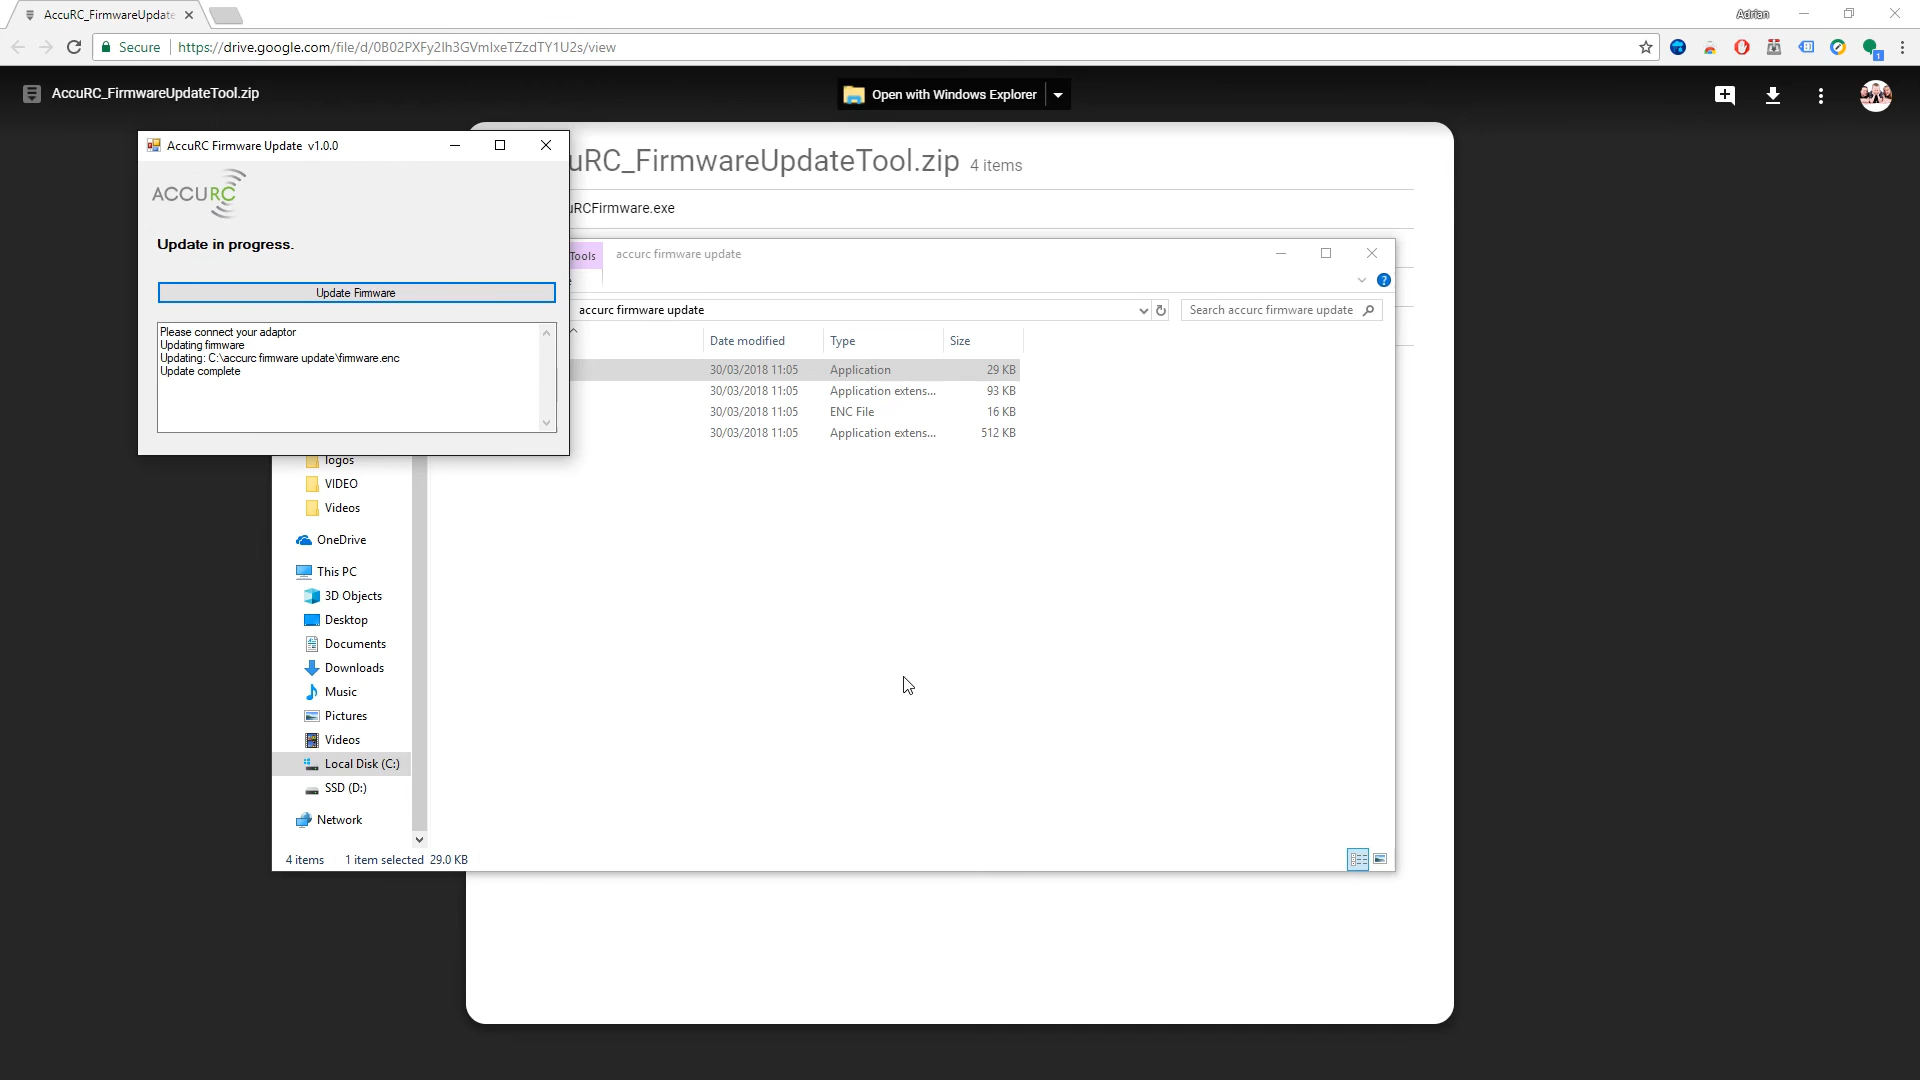 AccuRC_FirmwareUpdate
Adrian
Secure
https://drive.google.com/file/d/0B02PXFy2Ih3GVmlxeTZzdTY1U2s/view
1
AccuRC_FirmwareUpdateTool.zip
Open with Windows Explorer
AccuRC Firmware Update v1.0.0
ACCURC
Update in progress.
Update Firmware
Please connect your adaptor
Updating firmware
Updating: C:\accurc firmware update\firmware.enc
Update complete
uRC_FirmwareUpdateTool.zip 4 items
uRCFirmware.exe
Tools
accurc firmware update
?
accurc firmware update
Search accurc firmware update
Date modified Type Size
30/03/2018 11:05 Application 29 KB
30/03/2018 11:05 Application extens... 93 KB
30/03/2018 11:05 ENC File 16 KB
30/03/2018 11:05 Application extens... 512 KB
logos
VIDEO
Videos
OneDrive
This PC
3D Objects
Desktop
Documents
Downloads
Music
Pictures
Videos
Local Disk (C:)
SSD (D:)
Network
4 items 1 item selected 29.0 KB